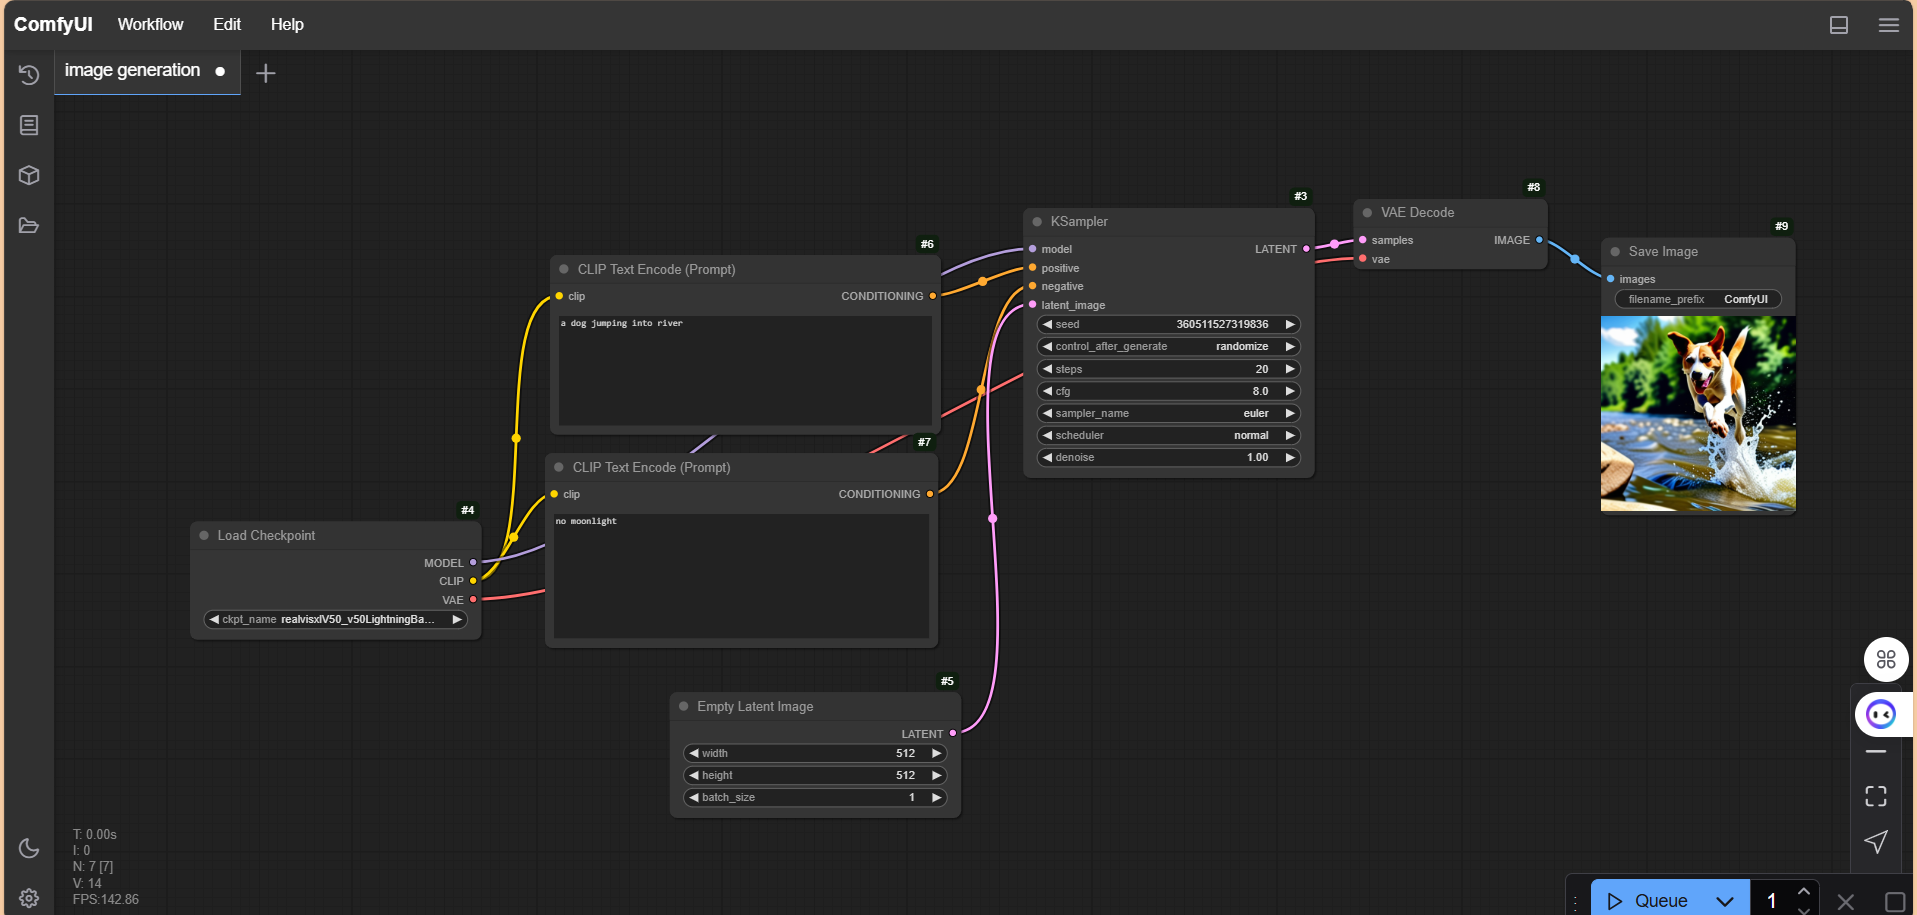 ComfyUI Workflow Edit Help
image generation
#6
CLIP Text Encode (Prompt)
clip CONDITIONING
a dog jumping into river
#7
CLIP Text Encode (Prompt)
clip CONDITIONING
no moonlight
#4
Load Checkpoint
MODEL
CLIP
VAE
ckpt_name realvisxlV50_v50LightningBa...
#5
Empty Latent Image
LATENT
width 512
height 512
batch_size 1
#3
KSampler
model LATENT
positive
negative
latent_image
seed 360511527319836
control_after_generate randomize
steps 20
cfg 8.0
sampler_name euler
scheduler normal
denoise 1.00
#8
VAE Decode
samples IMAGE
vae
#9
Save Image
images
filename_prefix ComfyUI
T: 0.00s
I: 0
N: 7 [7]
V: 14
FPS:142.86
Queue 1